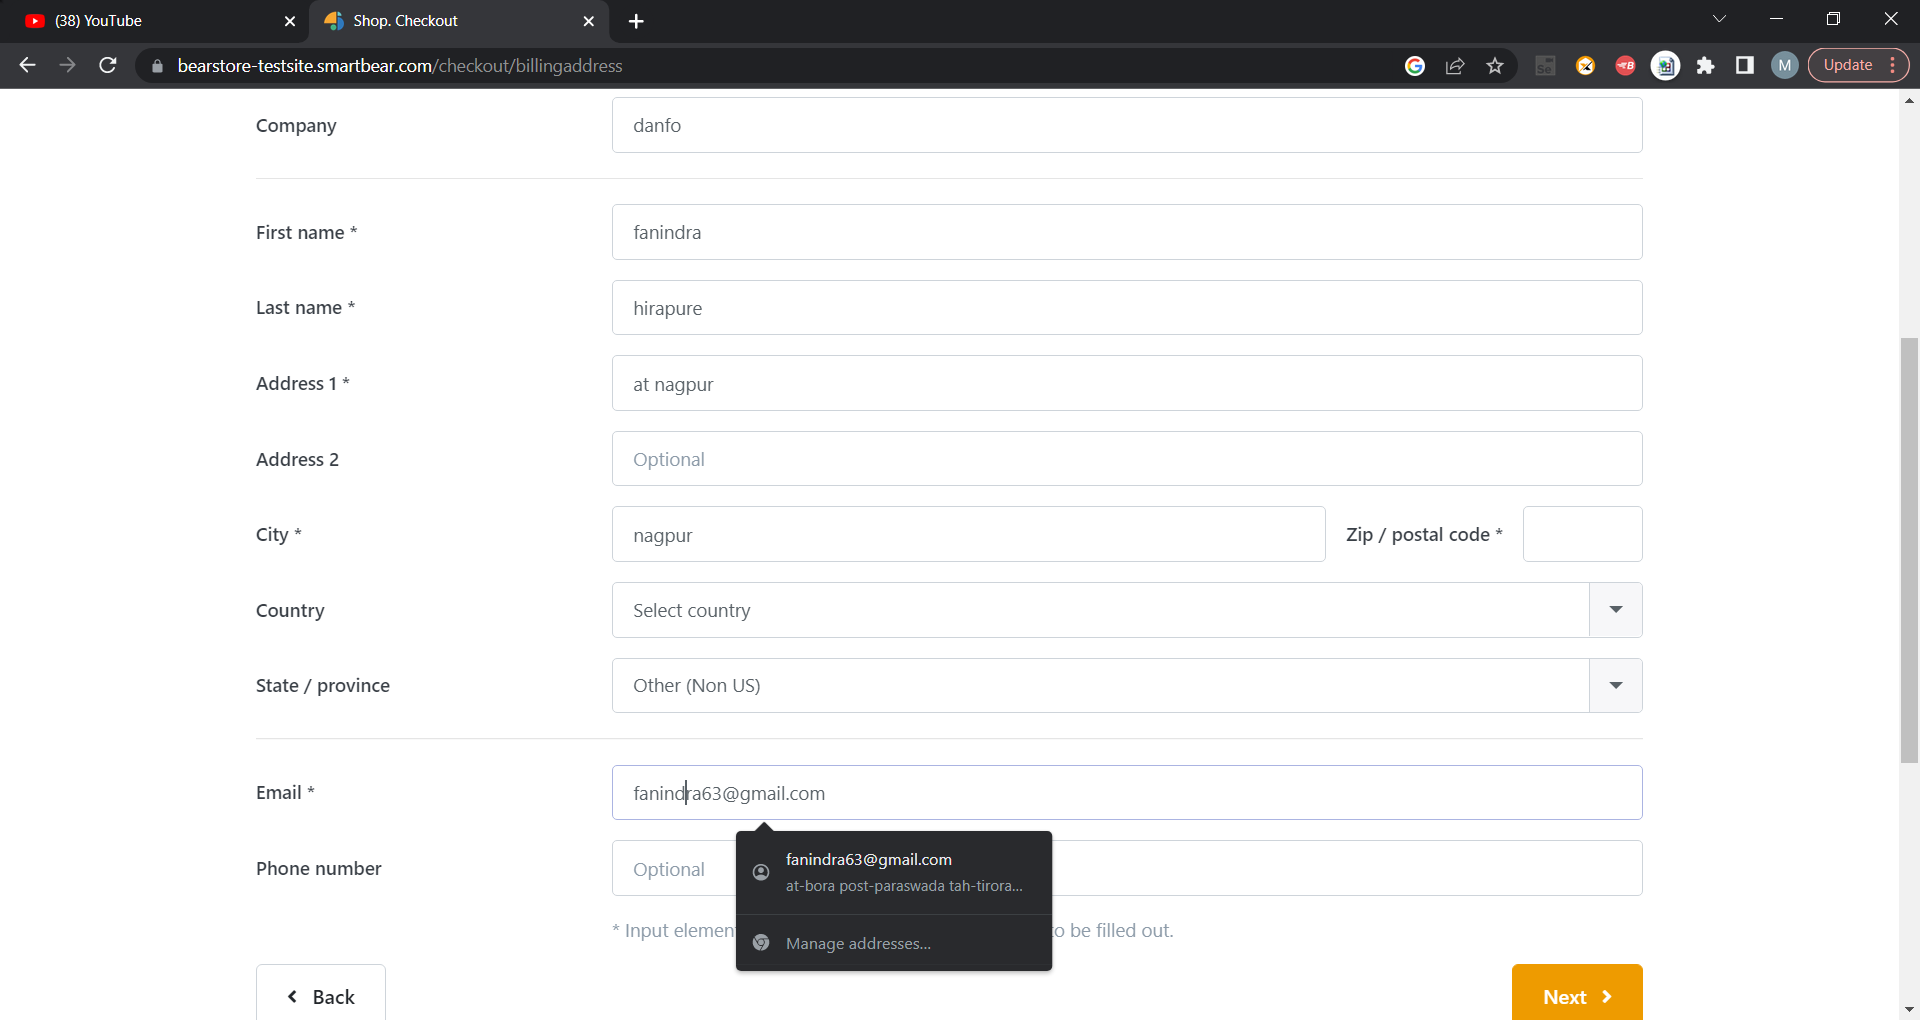 (38) YouTube
Shop. Checkout
bearstore-testsite.smartbear.com/checkout/billingaddress
Se
B
M
Update
Company
danfo
First name *
fanindra
Last name *
hirapure
Address 1 *
at nagpur
Address 2
Optional
City *
nagpur
Zip / postal code *
Country
Select country
State / province
Other (Non US)
Email *
fanindra63@gmail.com
Phone number
Optional
fanindra63@gmail.com
at-bora post-paraswada tah-tirora...
Manage addresses...
* Input elemen
to be filled out.
Back
Next